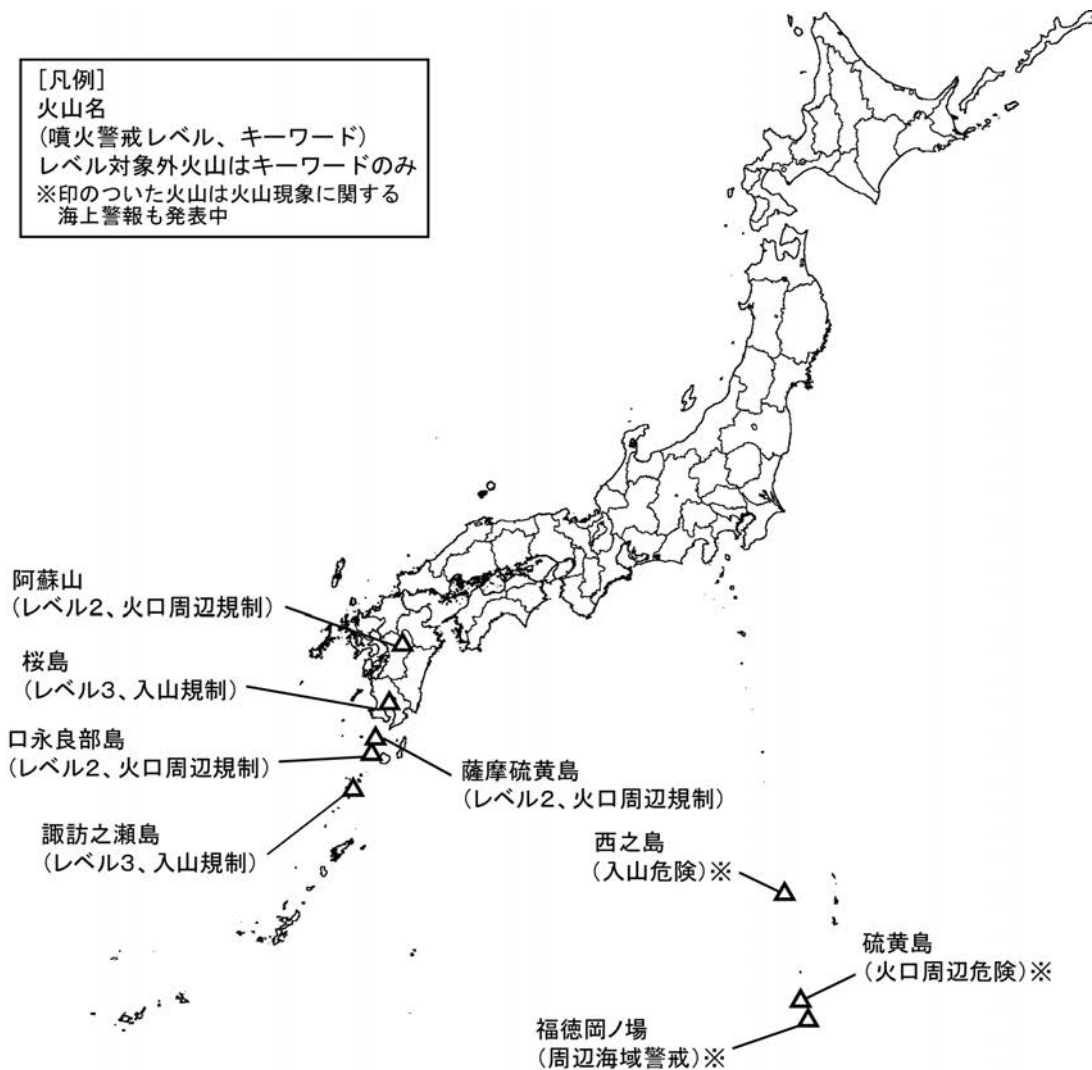 [凡例]
火山名
(噴火警戒レベル、キーワード)
レベル対象外火山はキーワードのみ
※印のついた火山は火山現象に関する
海上警報も発表中
阿蘇山
(レベル2、火口周辺規制)
桜島
(レベル3、入山規制)
口永良部島
(レベル2、火口周辺規制)
薩摩硫黄島
(レベル2、火口周辺規制)
諏訪之瀬島
(レベル3、入山規制)
西之島
(入山危険)※
硫黄島
(火口周辺危険)※
福徳岡ノ場
(周辺海域警戒)※